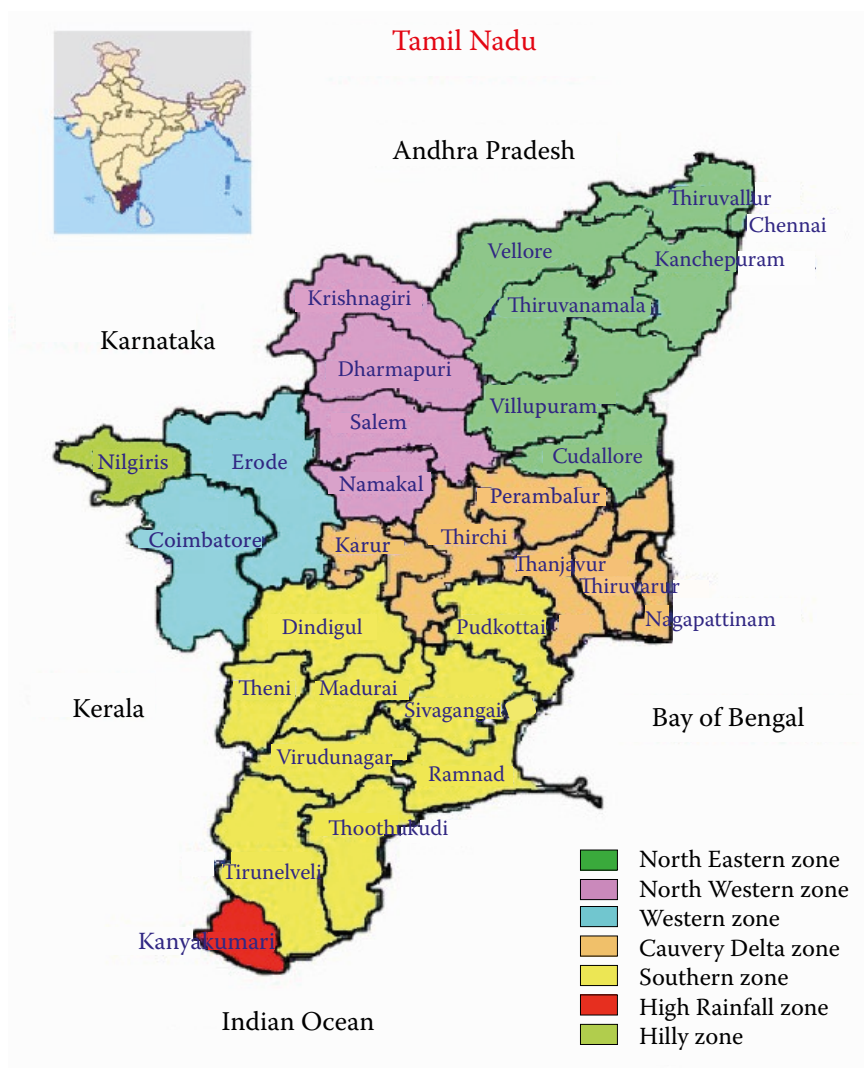 Tamil Nadu
Andhra Pradesh
Thiruvallur
Chennai
Vellore
Kanchepuram
Krishnagiri
Thiruvanamalai
Karnataka
Dharmapuri
Villupuram
Salem
Cudallore
Nilgiris
Erode
Namakal
Perambalur
Coimbatore
Karur
Thirchi
Thanjavur
Thiruvarur
Nagapattinam
Dindigul
Pudkottai
Theni
Madurai
Sivagangai
Kerala
Bay of Bengal
Virudunagar
Ramnad
Thoothukudi
Tirunelveli
Kanyakumari
Indian Ocean
North Eastern zone
North Western zone
Western zone
Cauvery Delta zone
Southern zone
High Rainfall zone
Hilly zone